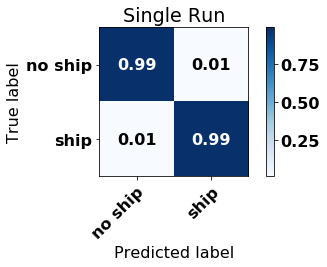 Single Run
True label
no ship
0.99
0.01
ship
0.01
0.99
no ship
ship
Predicted label
0.75
0.50
0.25